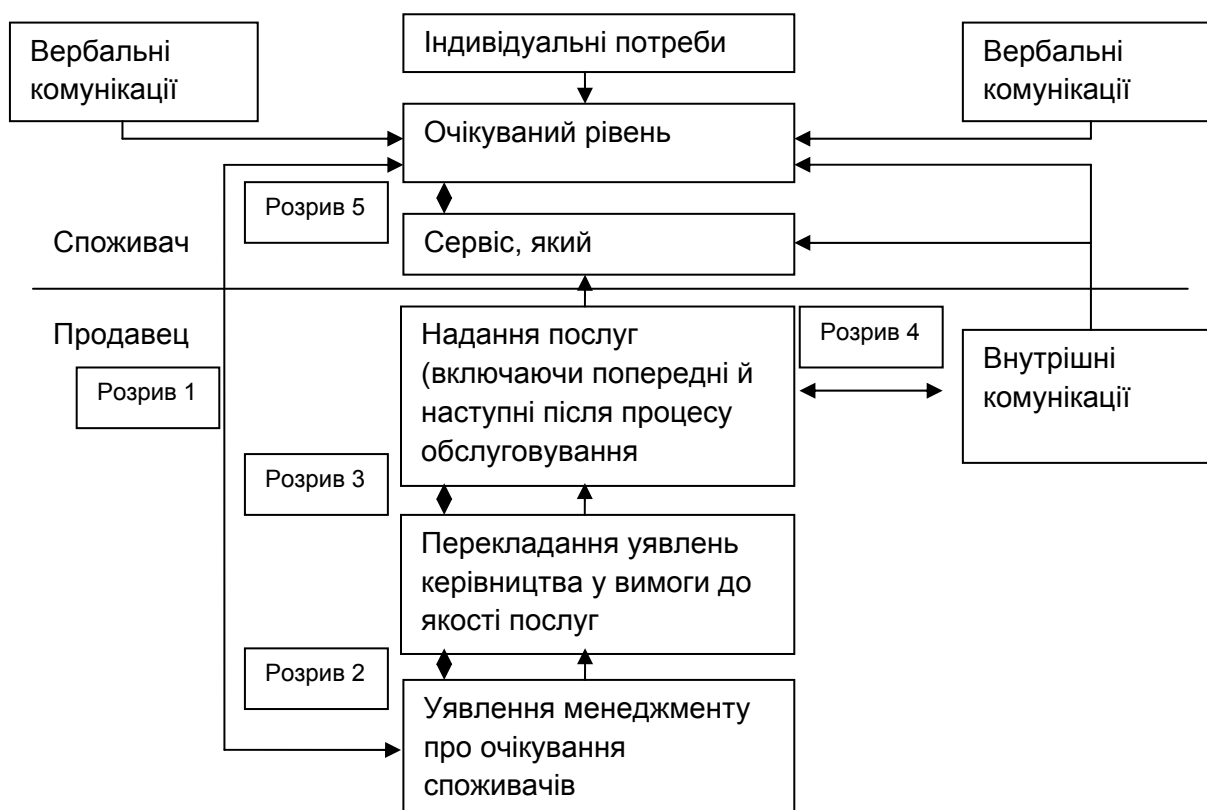 Індивідуальні потреби
Вербальні
комунікації
Вербальні
комунікації
Очікуваний рівень
Розрив 5
Споживач
Сервіс, який
Продавец
Надання послуг
(включаючи попередні й
наступні після процесу
обслуговування
Розрив 4
Внутрішні
комунікації
Розрив 1
Розрив 3
Перекладання уявлень
керівництва у вимоги до
якості послуг
Розрив 2
Уявлення менеджменту
про очікування
споживачів